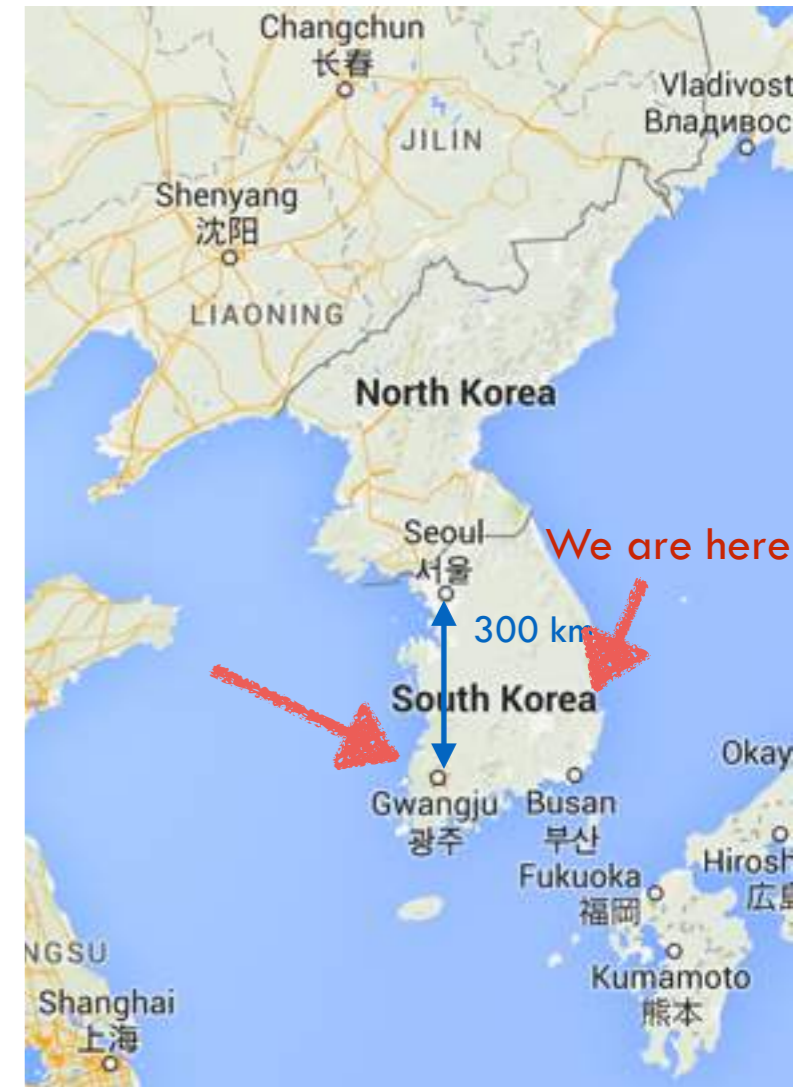 Changchun
长春
Vladivost
Владивос
JILIN
Shenyang
沈阳
LIAONING
North Korea
Seoul
서울
We are here
300 km
South Korea
Okay
Gwangju
광주
Busan
부산
Hirosh
広島
Fukuoka
福岡
NGSU
Kumamoto
熊本
Shanghai
上海